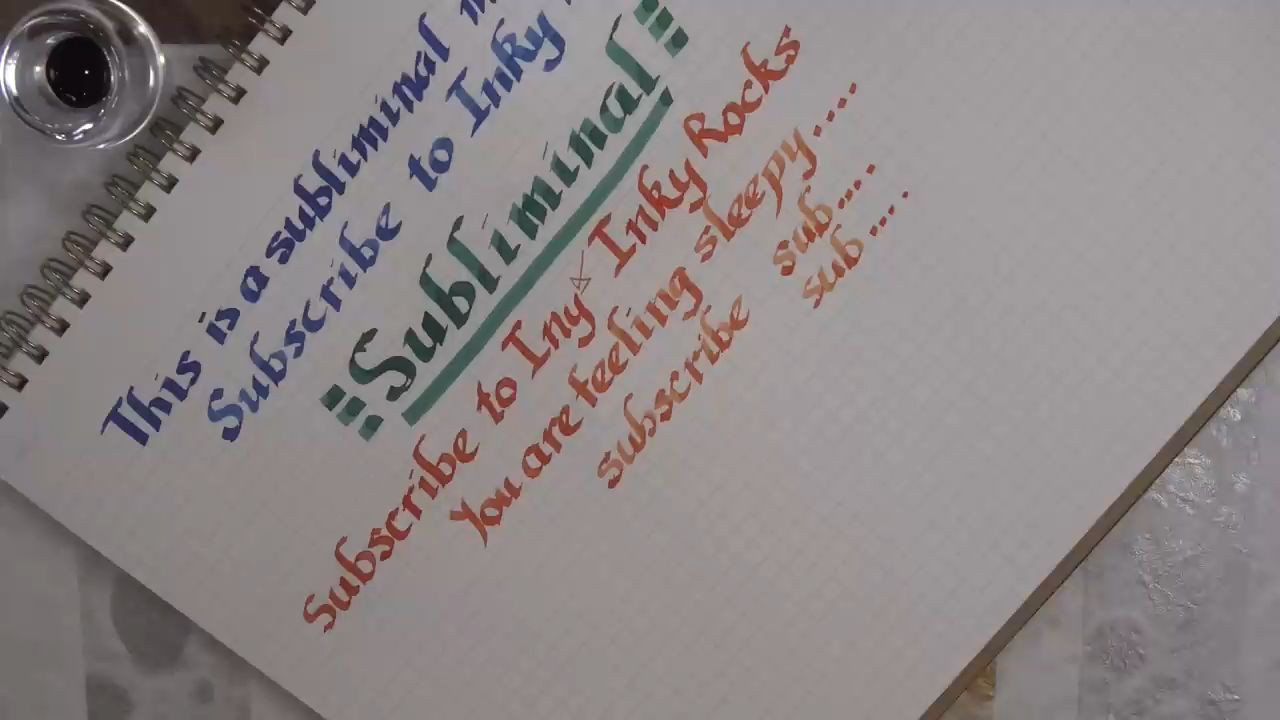 This is a subliminal
Subscribe to Inky
Subliminal
Subscribe to Iny k Inky Rocks
You are feeling sleepy....
subscribe sub....
sub....